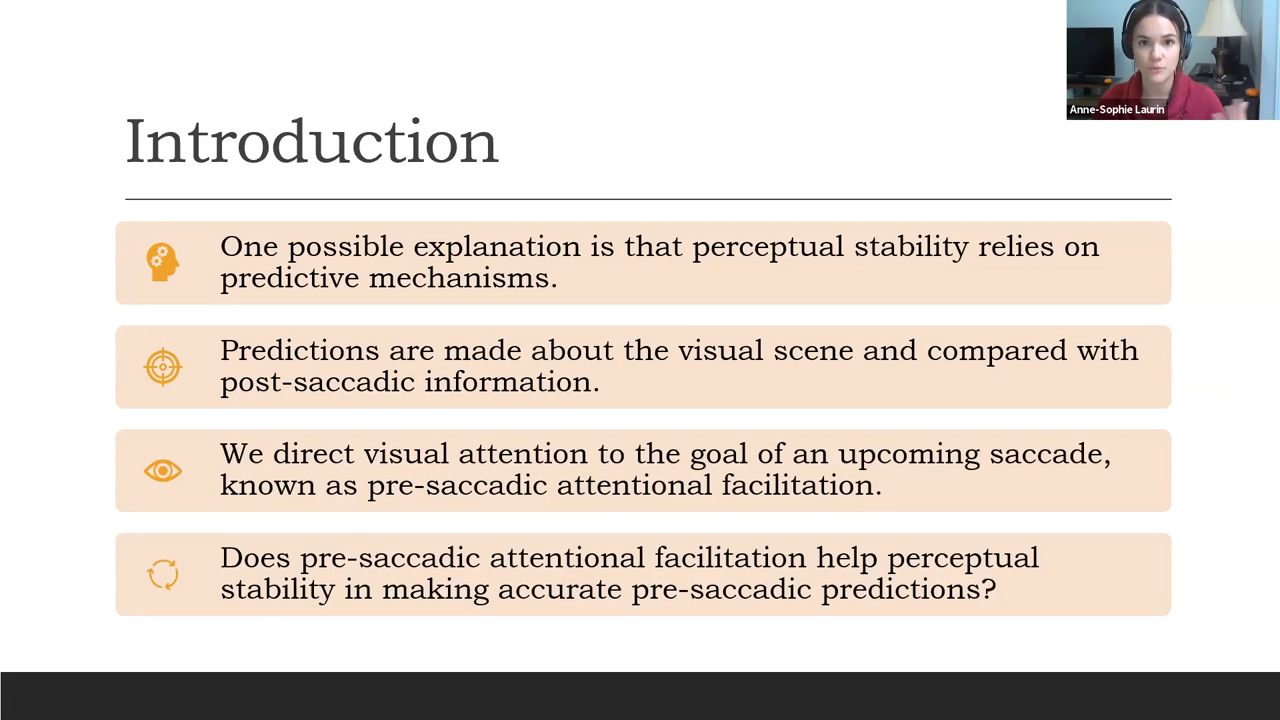 Anne-Sophie Laurin
Introduction
One possible explanation is that perceptual stability relies on
predictive mechanisms.
Predictions are made about the visual scene and compared with
post-saccadic information.
We direct visual attention to the goal of an upcoming saccade,
known as pre-saccadic attentional facilitation.
Does pre-saccadic attentional facilitation help perceptual
stability in making accurate pre-saccadic predictions?